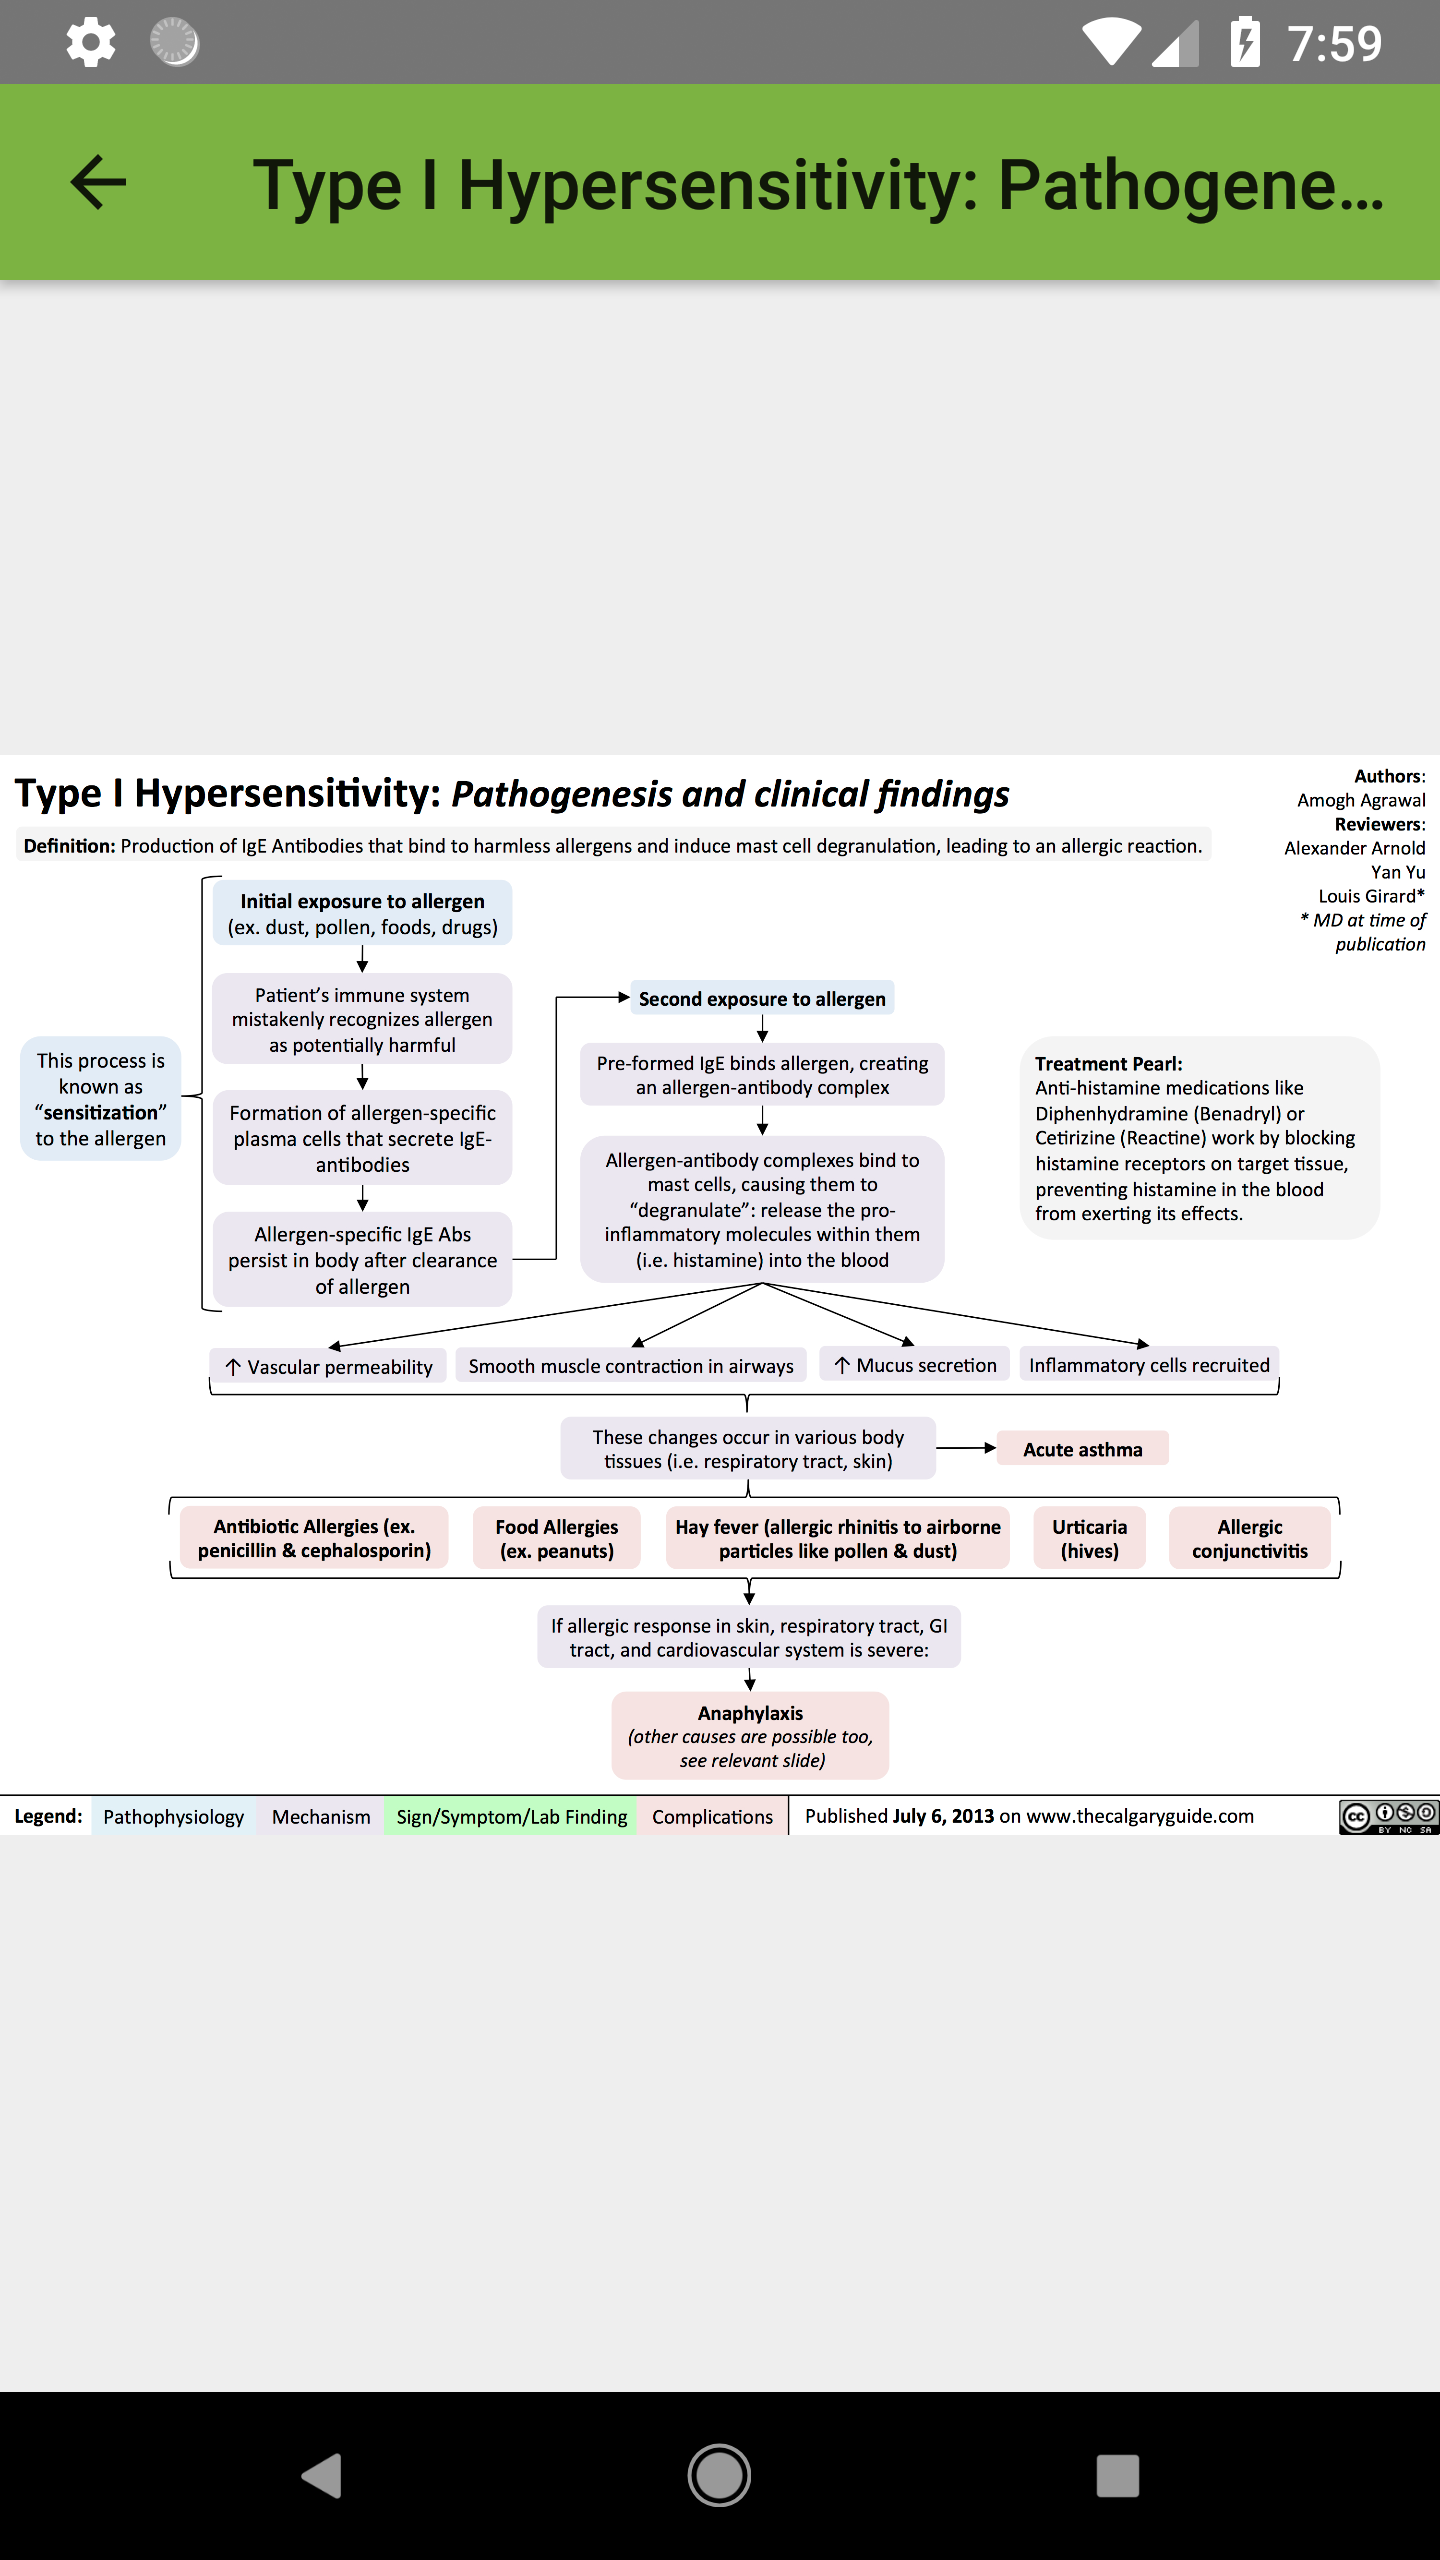 7:59
Type I Hypersensitivity: Pathogene...
Type I Hypersensitivity: Pathogenesis and clinical findings
Authors:
Amogh Agrawal
Reviewers:
Alexander Arnold
Yan Yu
Louis Girard*
* MD at time of
publication
Definition: Production of IgE Antibodies that bind to harmless allergens and induce mast cell degranulation, leading to an allergic reaction.
This process is
known as
“sensitization”
to the allergen
Initial exposure to allergen
(ex. dust, pollen, foods, drugs)
Patient’s immune system
mistakenly recognizes allergen
as potentially harmful
Formation of allergen-specific
plasma cells that secrete IgE-
antibodies
Allergen-specific IgE Abs
persist in body after clearance
of allergen
Second exposure to allergen
Pre-formed IgE binds allergen, creating
an allergen-antibody complex
Allergen-antibody complexes bind to
mast cells, causing them to
“degranulate”: release the pro-
inflammatory molecules within them
(i.e. histamine) into the blood
Treatment Pearl:
Anti-histamine medications like
Diphenhydramine (Benadryl) or
Cetirizine (Reactine) work by blocking
histamine receptors on target tissue,
preventing histamine in the blood
from exerting its effects.
↑ Vascular permeability
Smooth muscle contraction in airways
↑ Mucus secretion
Inflammatory cells recruited
These changes occur in various body
tissues (i.e. respiratory tract, skin)
Acute asthma
Antibiotic Allergies (ex.
penicillin & cephalosporin)
Food Allergies
(ex. peanuts)
Hay fever (allergic rhinitis to airborne
particles like pollen & dust)
Urticaria
(hives)
Allergic
conjunctivitis
If allergic response in skin, respiratory tract, GI
tract, and cardiovascular system is severe:
Anaphylaxis
(other causes are possible too,
see relevant slide)
Legend: Pathophysiology Mechanism Sign/Symptom/Lab Finding Complications Published July 6, 2013 on www.thecalgaryguide.com
cc BY NC SA